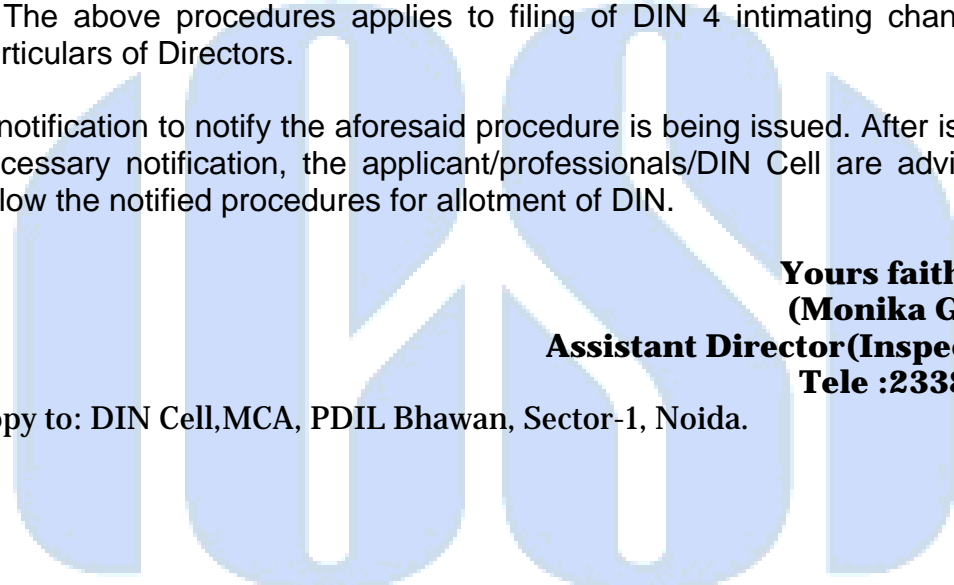 The above procedures applies to filing of DIN 4 intimating chan
rticulars of Directors.
notification to notify the aforesaid procedure is being issued. After is
cessary notification, the applicant/professionals/DIN Cell are advi
low the notified procedures for allotment of DIN.
Yours faith
(Monika G
Assistant Director(Inspec
Tele :2338
opy to: DIN Cell,MCA, PDIL Bhawan, Sector-1, Noida.